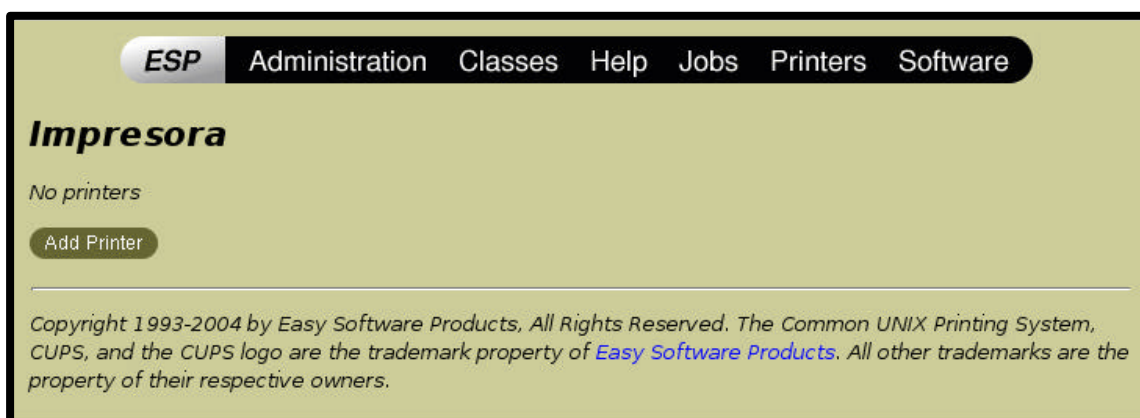 ESP Administration Classes Help Jobs Printers Software
Impresora
No printers
Add Printer
Copyright 1993-2004 by Easy Software Products, All Rights Reserved. The Common UNIX Printing System,
CUPS, and the CUPS logo are the trademark property of Easy Software Products. All other trademarks are the
property of their respective owners.